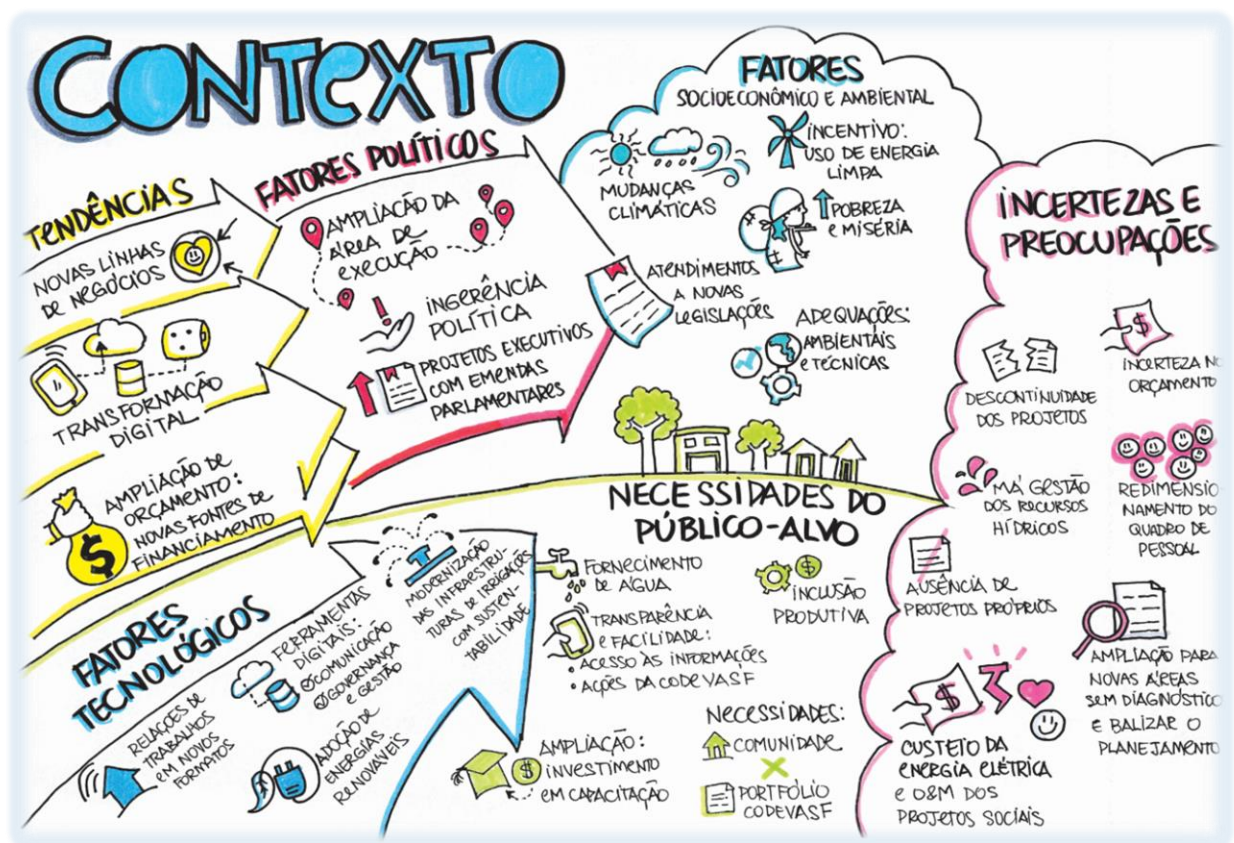 CONTEXTO
TENDÊNCIAS
NOVAS LINHAS
DE NEGÓCIOS
TRANSFORMAÇÃO
DIGITAL
AMPLIAÇÃO DE
ORÇAMENTO:
NOVAS FONTES DE
FINANCIAMENTO
$
FATORES POLÍTICOS
AMPLIAÇÃO DA
ÁREA DE
EXECUÇÃO
!
INGERÊNCIA
POLÍTICA
PROJETOS EXECUTIVOS
COM EMENDAS
PARLAMENTARES
FATORES
SOCIOECONÔMICO E AMBIENTAL
MUDANÇAS
CLIMÁTICAS
INCENTIVO:
USO DE ENERGIA
LIMPA
POBREZA
E MISÉRIA
ATENDIMENTOS
A NOVAS
LEGISLAÇÕES
ADEQUAÇÕES:
AMBIENTAIS
E TÉCNICAS
INCERTEZAS E
PREOCUPAÇÕES
$
INCERTEZA NO
ORÇAMENTO
DESCONTINUIDADE
DOS PROJETOS
REDIMENSIO-
NAMENTO DO
QUADRO DE
PESSOAL
MÁ GESTÃO
DOS RECURSOS
HÍDRICOS
AUSÊNCIA DE
PROJETOS PRÓPRIOS
AMPLIAÇÃO PARA
NOVAS ÁREAS
SEM DIAGNÓSTICO
E BALIZAR O
PLANEJAMENTO
$
CUSTEIO DA
ENERGIA ELÉTRICA
E O&M DOS
PROJETOS SOCIAIS
FATORES
TECNOLÓGICOS
RELAÇÕES DE
TRABALHOS
EM NOVOS
FORMATOS
FERRAMENTAS
DIGITAIS:
COMUNICAÇÃO
GOVERNANÇA
E GESTÃO
ADOÇÃO DE
ENERGIAS
RENOVÁVEIS
MODERNIZAÇÃO
DAS INFRAESTRU-
TURAS DE IRRIGAÇÕES
COM SUSTEN-
TABILIDADE
NECESSIDADES DO
PÚBLICO-ALVO
FORNECIMENTO
DE ÁGUA
TRANSPARÊNCIA
E FACILIDADE:
• ACESSO ÀS INFORMAÇÕES
• AÇÕES DA CODEVASF
$
INCLUSÃO
PRODUTIVA
$
AMPLIAÇÃO:
INVESTIMENTO
EM CAPACITAÇÃO
NECESSIDADES:
COMUNIDADE
X
PORTFÓLIO
CODEVASF